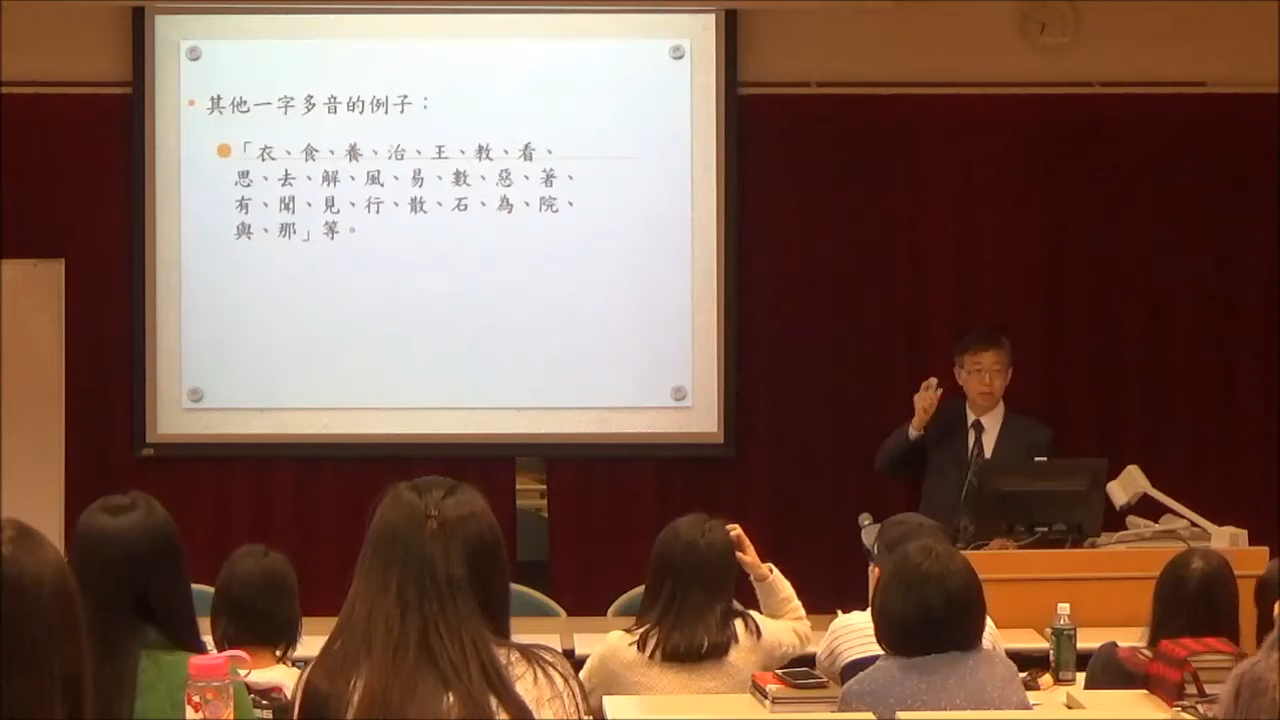 其他一字多音的例子：
「衣、食、養、治、王、教、看、
思、去、解、風、易、數、惡、著、
有、聞、見、行、散、石、為、院、
與、那」等。